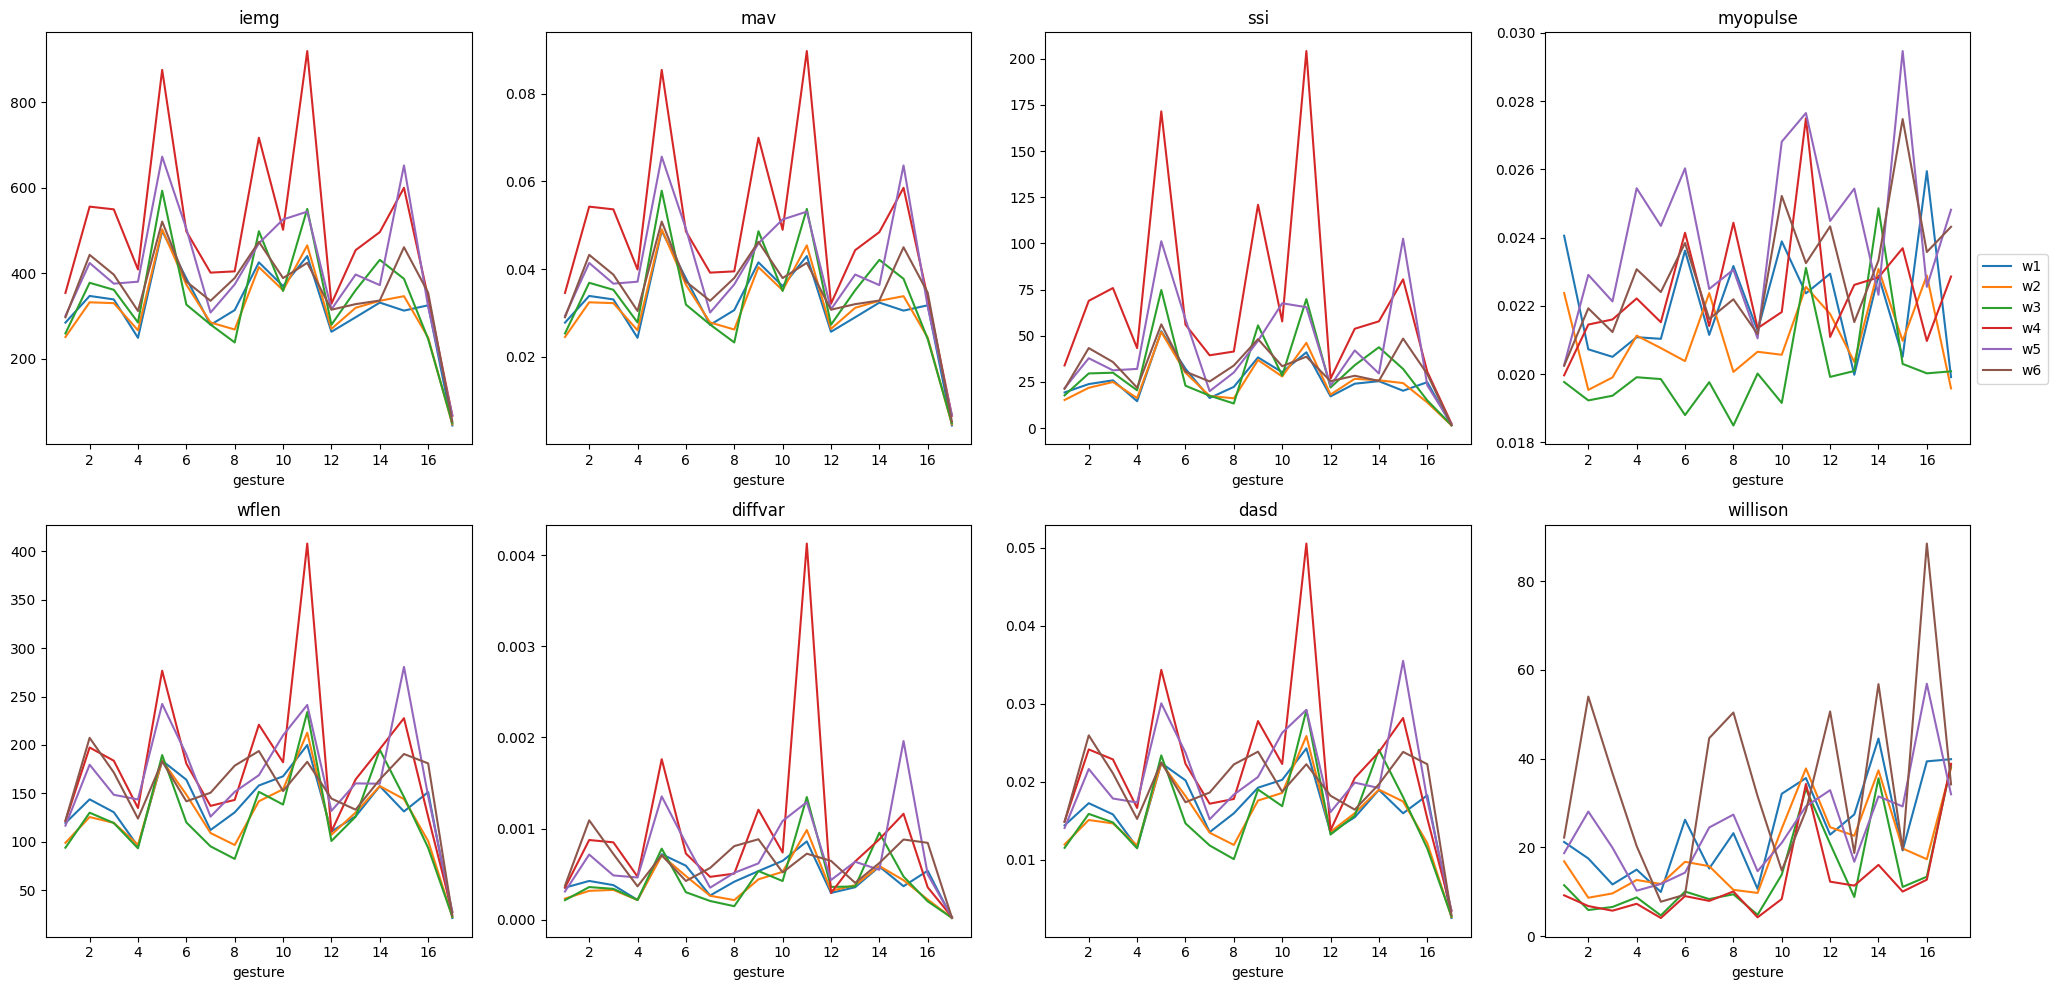 iemg
800
600
400
200
2 4 6 8 10 12 14 16
gesture
mav
0.08
0.06
0.04
0.02
2 4 6 8 10 12 14 16
gesture
ssi
200
175
150
125
100
75
50
25
0
2 4 6 8 10 12 14 16
gesture
myopulse
0.030
0.028
0.026
0.024
0.022
0.020
0.018
2 4 6 8 10 12 14 16
gesture
w1
w2
w3
w4
w5
w6
wflen
400
350
300
250
200
150
100
50
2 4 6 8 10 12 14 16
gesture
diffvar
0.004
0.003
0.002
0.001
0.000
2 4 6 8 10 12 14 16
gesture
dasd
0.05
0.04
0.03
0.02
0.01
2 4 6 8 10 12 14 16
gesture
willison
80
60
40
20
0
2 4 6 8 10 12 14 16
gesture